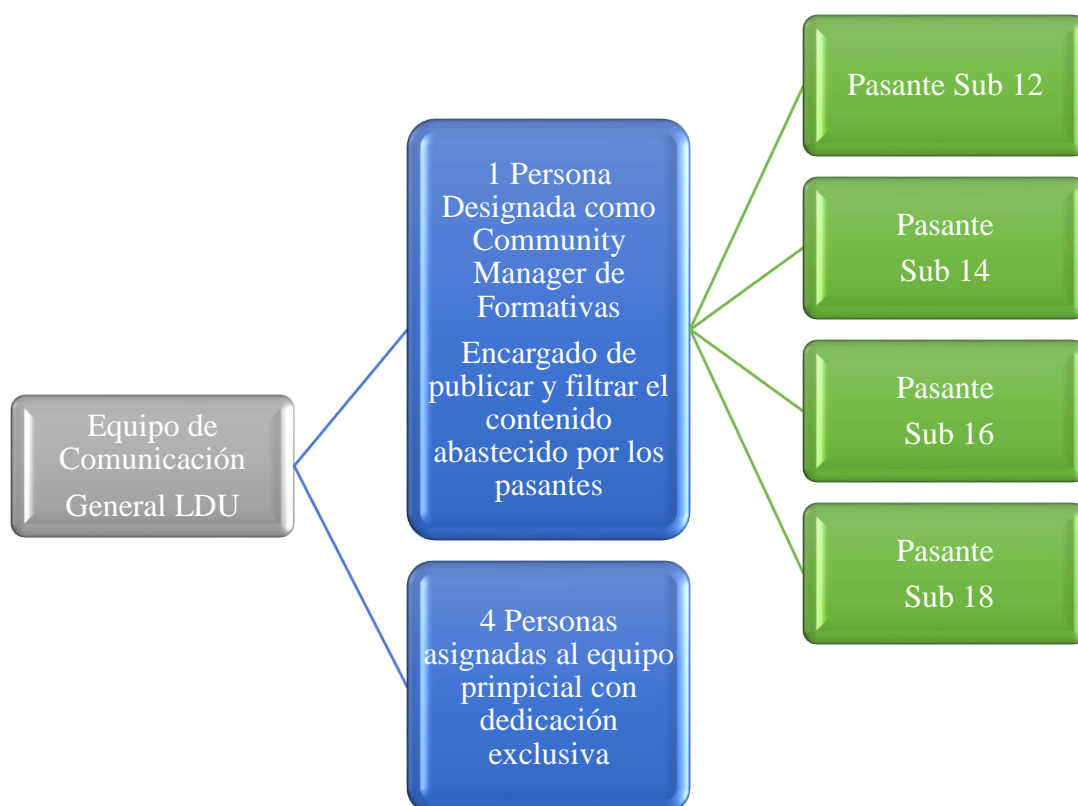 Equipo de
Comunicación
General LDU
1 Persona
Designada como
Community
Manager de
Formativas
Encargado de
publicar y filtrar el
contenido
abastecido por los
pasantes
4 Personas
asignadas al equipo
prinpicial con
dedicación
exclusiva
Pasante Sub 12
Pasante
Sub 14
Pasante
Sub 16
Pasante
Sub 18